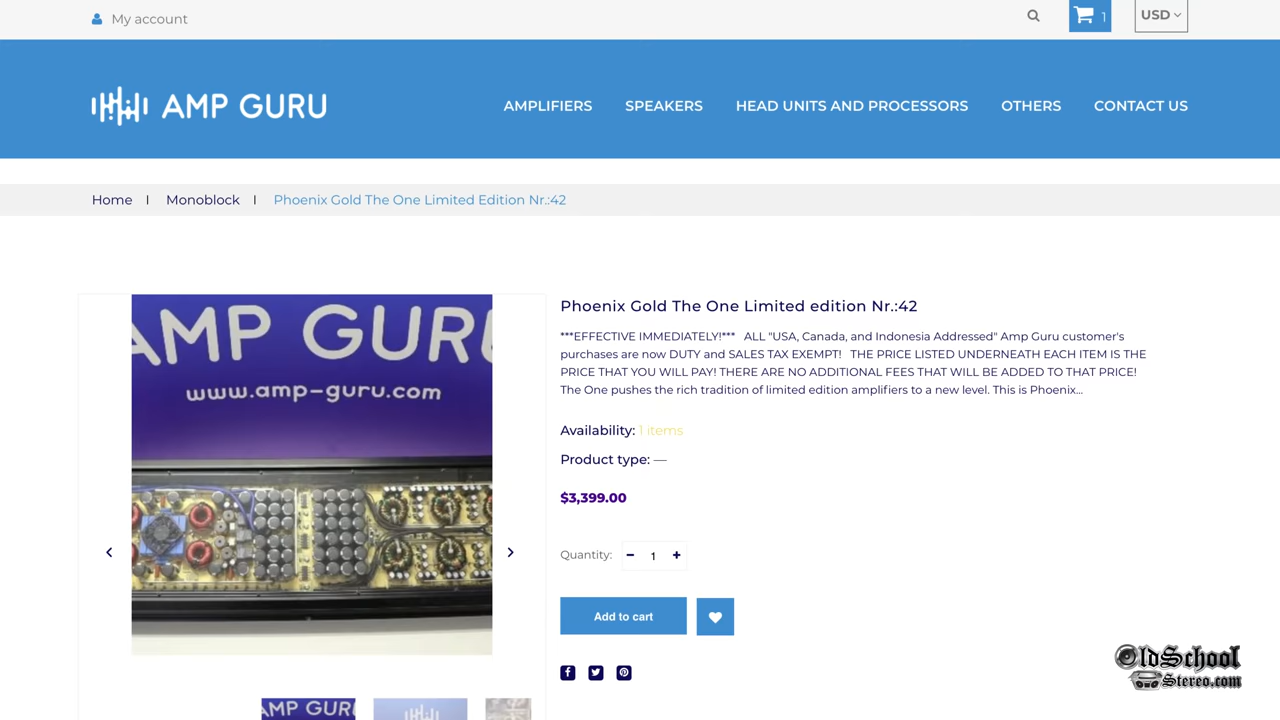 My account
1
USD
AMP GURU
AMPLIFIERS
SPEAKERS
HEAD UNITS AND PROCESSORS
OTHERS
CONTACT US
Home I Monoblock I Phoenix Gold The One Limited Edition Nr.:42
AMP GURU
www.amp-guru.com
Phoenix Gold The One Limited edition Nr.:42
***EFFECTIVE IMMEDIATELY!*** ALL "USA, Canada, and Indonesia Addressed" Amp Guru customer's
purchases are now DUTY and SALES TAX EXEMPT! THE PRICE LISTED UNDERNEATH EACH ITEM IS THE
PRICE THAT YOU WILL PAY! THERE ARE NO ADDITIONAL FEES THAT WILL BE ADDED TO THAT PRICE!
The One pushes the rich tradition of limited edition amplifiers to a new level. This is Phoenix...
Availability: 1 items
Product type: —
$3,399.00
Quantity: - 1 +
Add to cart
OldSchool
Stereo.com
AMP GURU